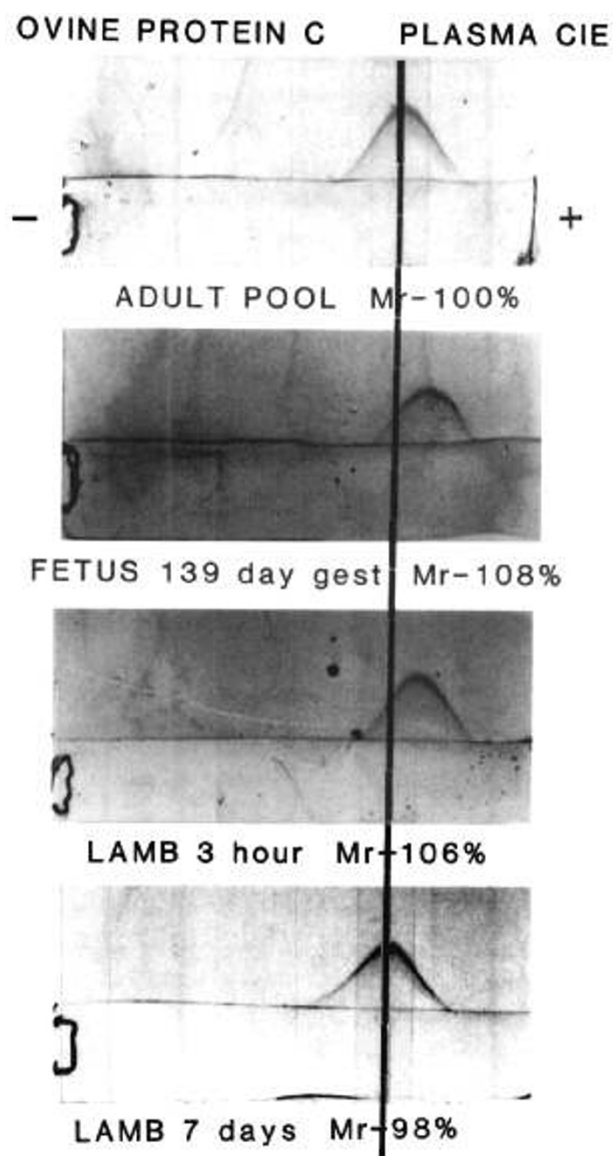 OVINE PROTEIN C PLASMA CIE
- +
ADULT POOL Mr-100%
FETUS 139 day gest Mr-108%
LAMB 3 hour Mr-106%
LAMB 7 days Mr-98%